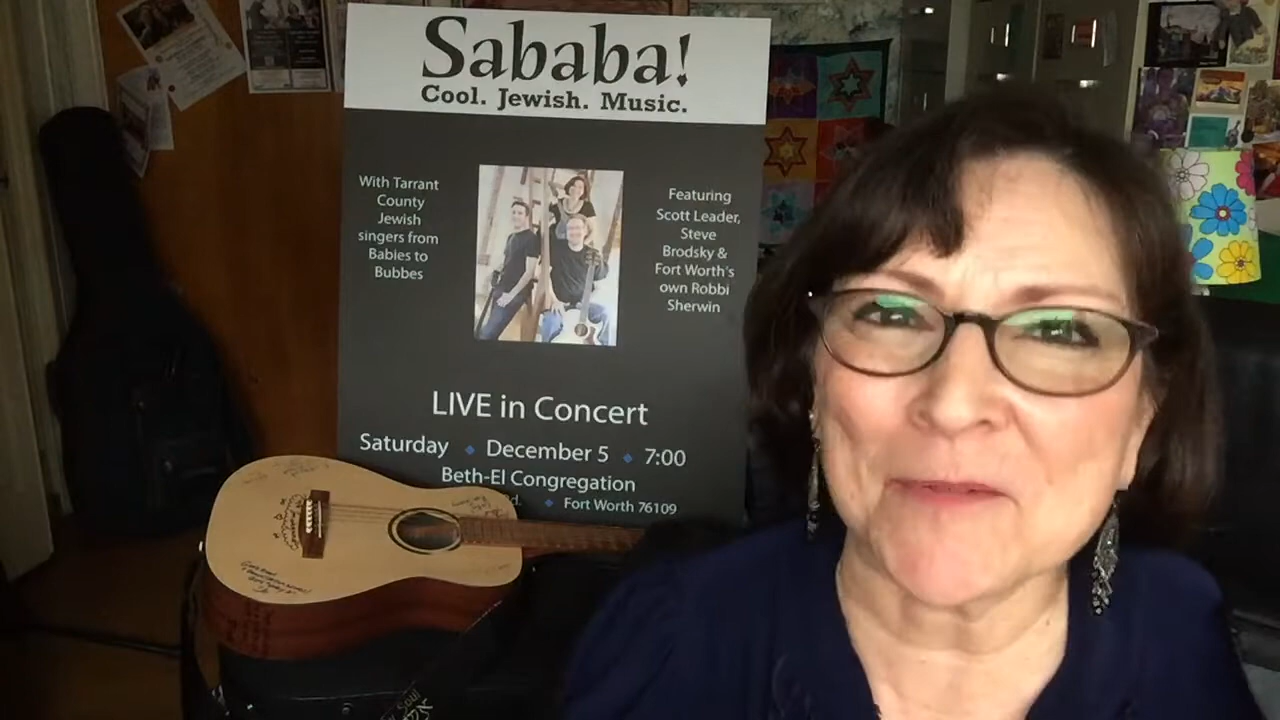 Sababa!
Cool. Jewish. Music.
With Tarrant
County
Jewish
singers from
Babies to
Bubbes
Featuring
Scott Leader,
Steve
Brodsky &
Fort Worth's
own Robbi
Sherwin
LIVE in Concert
Saturday ◆ December 5 ◆ 7:00
Beth-El Congregation
Rd. ◆ Fort Worth 76109